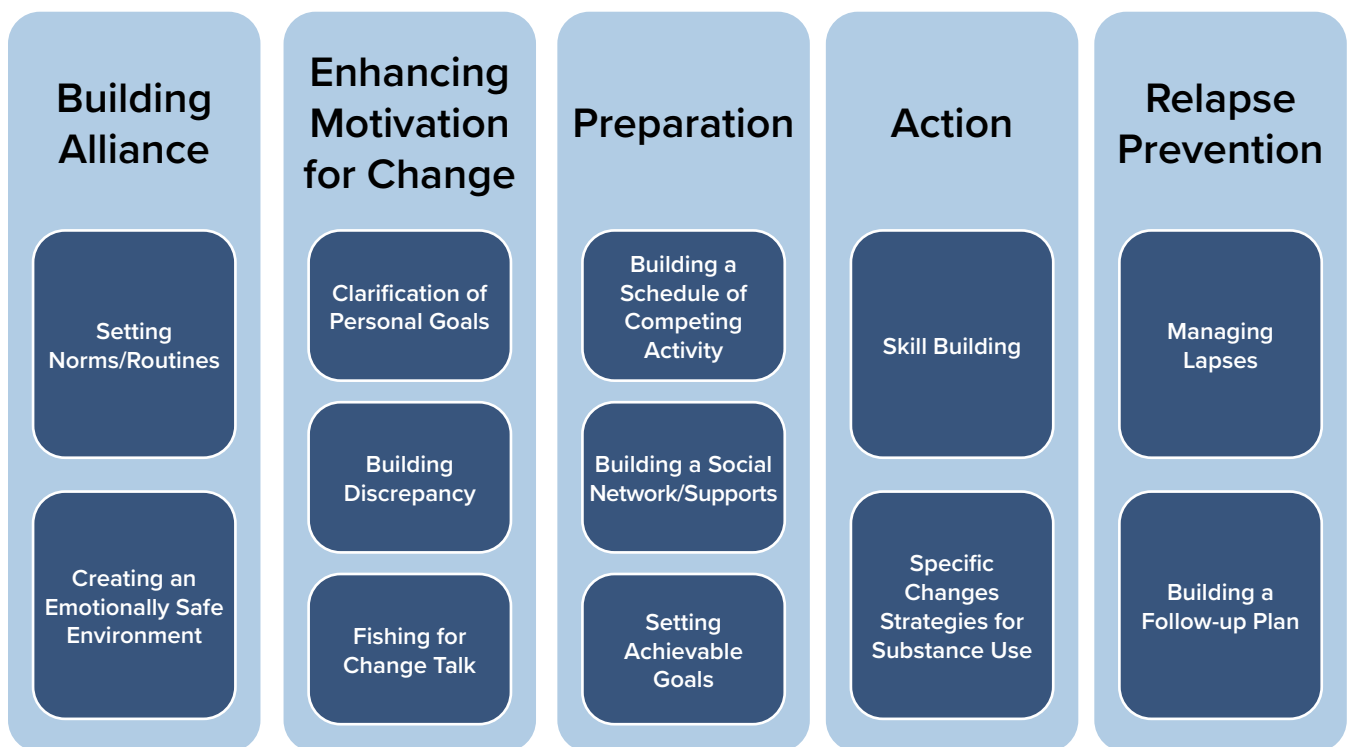 Building
Alliance
Setting
Norms/Routines
Creating an
Emotionally Safe
Environment
Enhancing
Motivation
for Change
Clarification of
Personal Goals
Building
Discrepancy
Fishing for
Change Talk
Preparation
Building a
Schedule of
Competing
Activity
Building a Social
Network/Supports
Setting
Achievable
Goals
Action
Skill Building
Specific
Changes
Strategies for
Substance Use
Relapse
Prevention
Managing
Lapses
Building a
Follow-up Plan